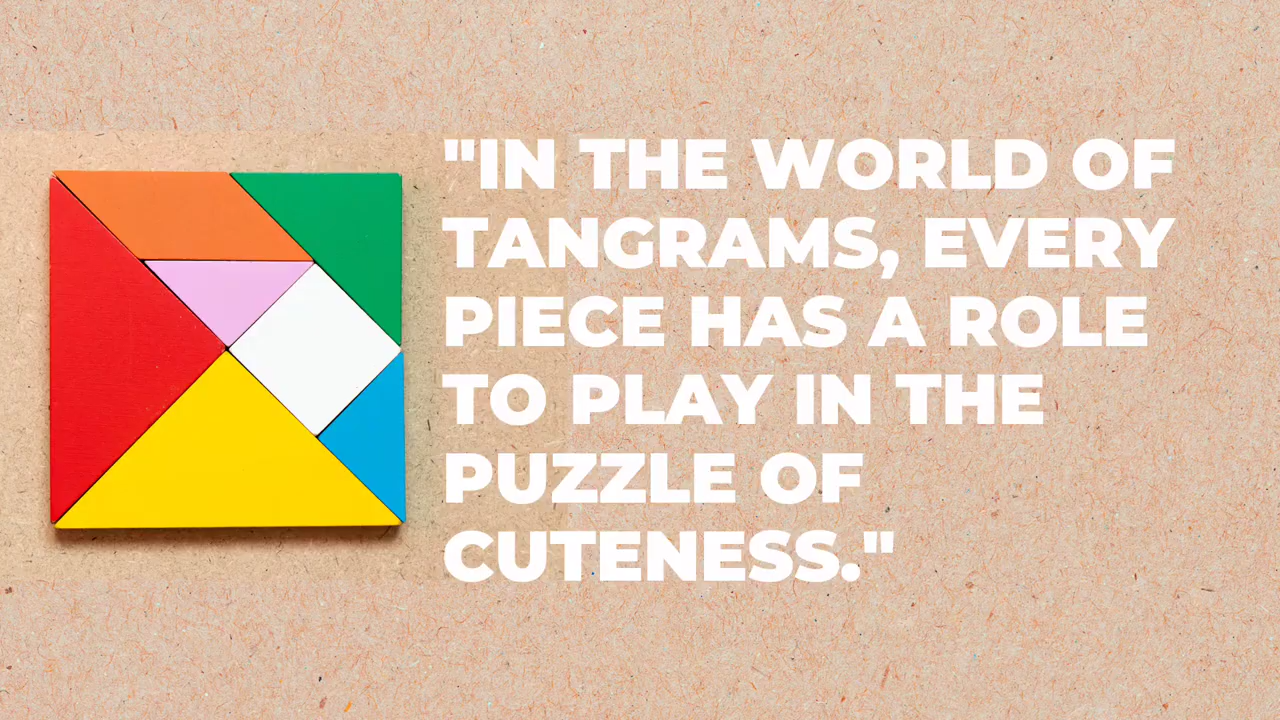 "IN THE WORLD OF
TANGRAMS, EVERY
PIECE HAS A ROLE
TO PLAY IN THE
PUZZLE OF
CUTENESS."